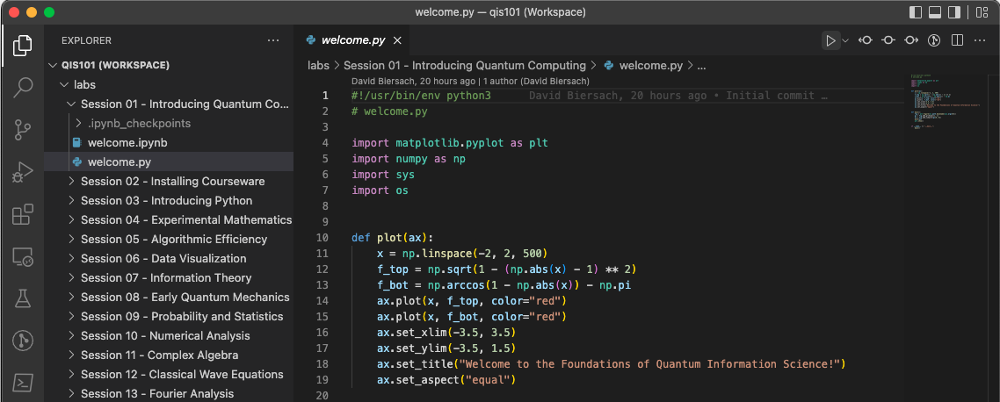 welcome.py — qis101 (Workspace)
EXPLORER
QIS101 (WORKSPACE)
labs
Session 01 - Introducing Quantum Co...
.ipynb_checkpoints
welcome.ipynb
welcome.py
Session 02 - Installing Courseware
Session 03 - Introducing Python
Session 04 - Experimental Mathematics
Session 05 - Algorithmic Efficiency
Session 06 - Data Visualization
Session 07 - Information Theory
Session 08 - Early Quantum Mechanics
Session 09 - Probability and Statistics
Session 10 - Numerical Analysis
Session 11 - Complex Algebra
Session 12 - Classical Wave Equations
Session 13 - Fourier Analysis
welcome.py
labs > Session 01 - Introducing Quantum Computing > welcome.py > ...
David Biersach, 20 hours ago | 1 author (David Biersach)
1 #!/usr/bin/env python3 David Biersach, 20 hours ago • Initial commit …
2 # welcome.py
3
4 import matplotlib.pyplot as plt
5 import numpy as np
6 import sys
7 import os
8
9
10 def plot(ax):
11     x = np.linspace(-2, 2, 500)
12     f_top = np.sqrt(1 - (np.abs(x) - 1) ** 2)
13     f_bot = np.arccos(1 - np.abs(x)) - np.pi
14     ax.plot(x, f_top, color="red")
15     ax.plot(x, f_bot, color="red")
16     ax.set_xlim(-3.5, 3.5)
17     ax.set_ylim(-3.5, 1.5)
18     ax.set_title("Welcome to the Foundations of Quantum Information Science!")
19     ax.set_aspect("equal")
20